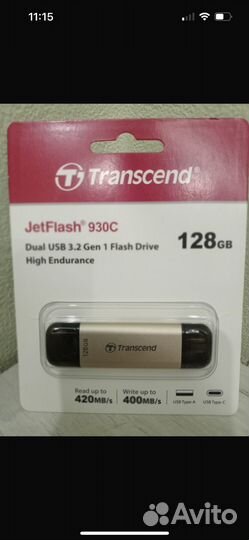 11:15
Transcend®
JetFlash® 930C
Dual USB 3.2 Gen 1 Flash Drive
High Endurance
128GB
128GB
Transcend
Read up to
420MB/s
Write up to
400MB/s
USB Type-A
USB Type-C
Avito